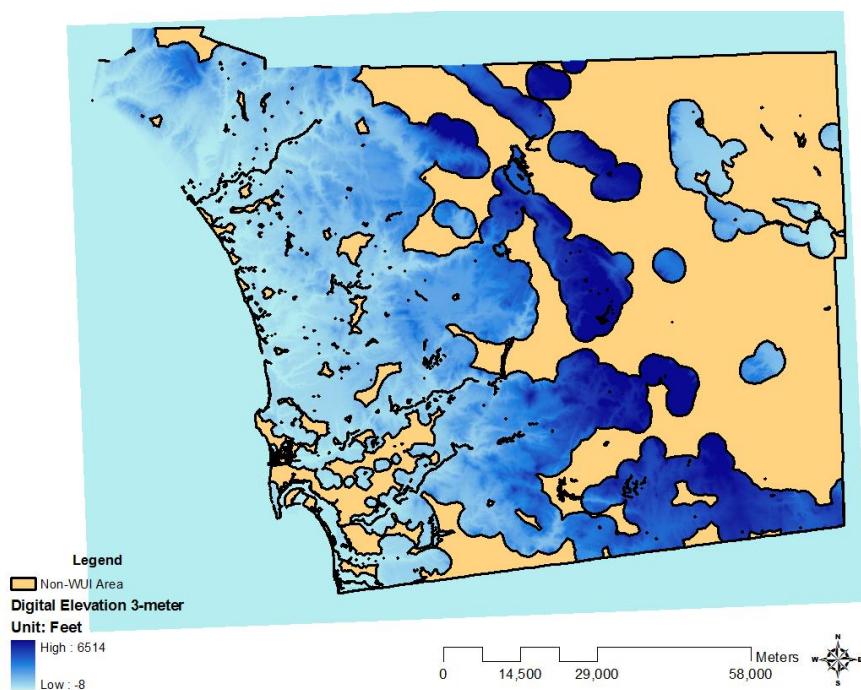 Legend
Non-WUI Area
Digital Elevation 3-meter
Unit: Feet
High : 6514
Low : -8
Meters
0 14,500 29,000 58,000
N
W E
S